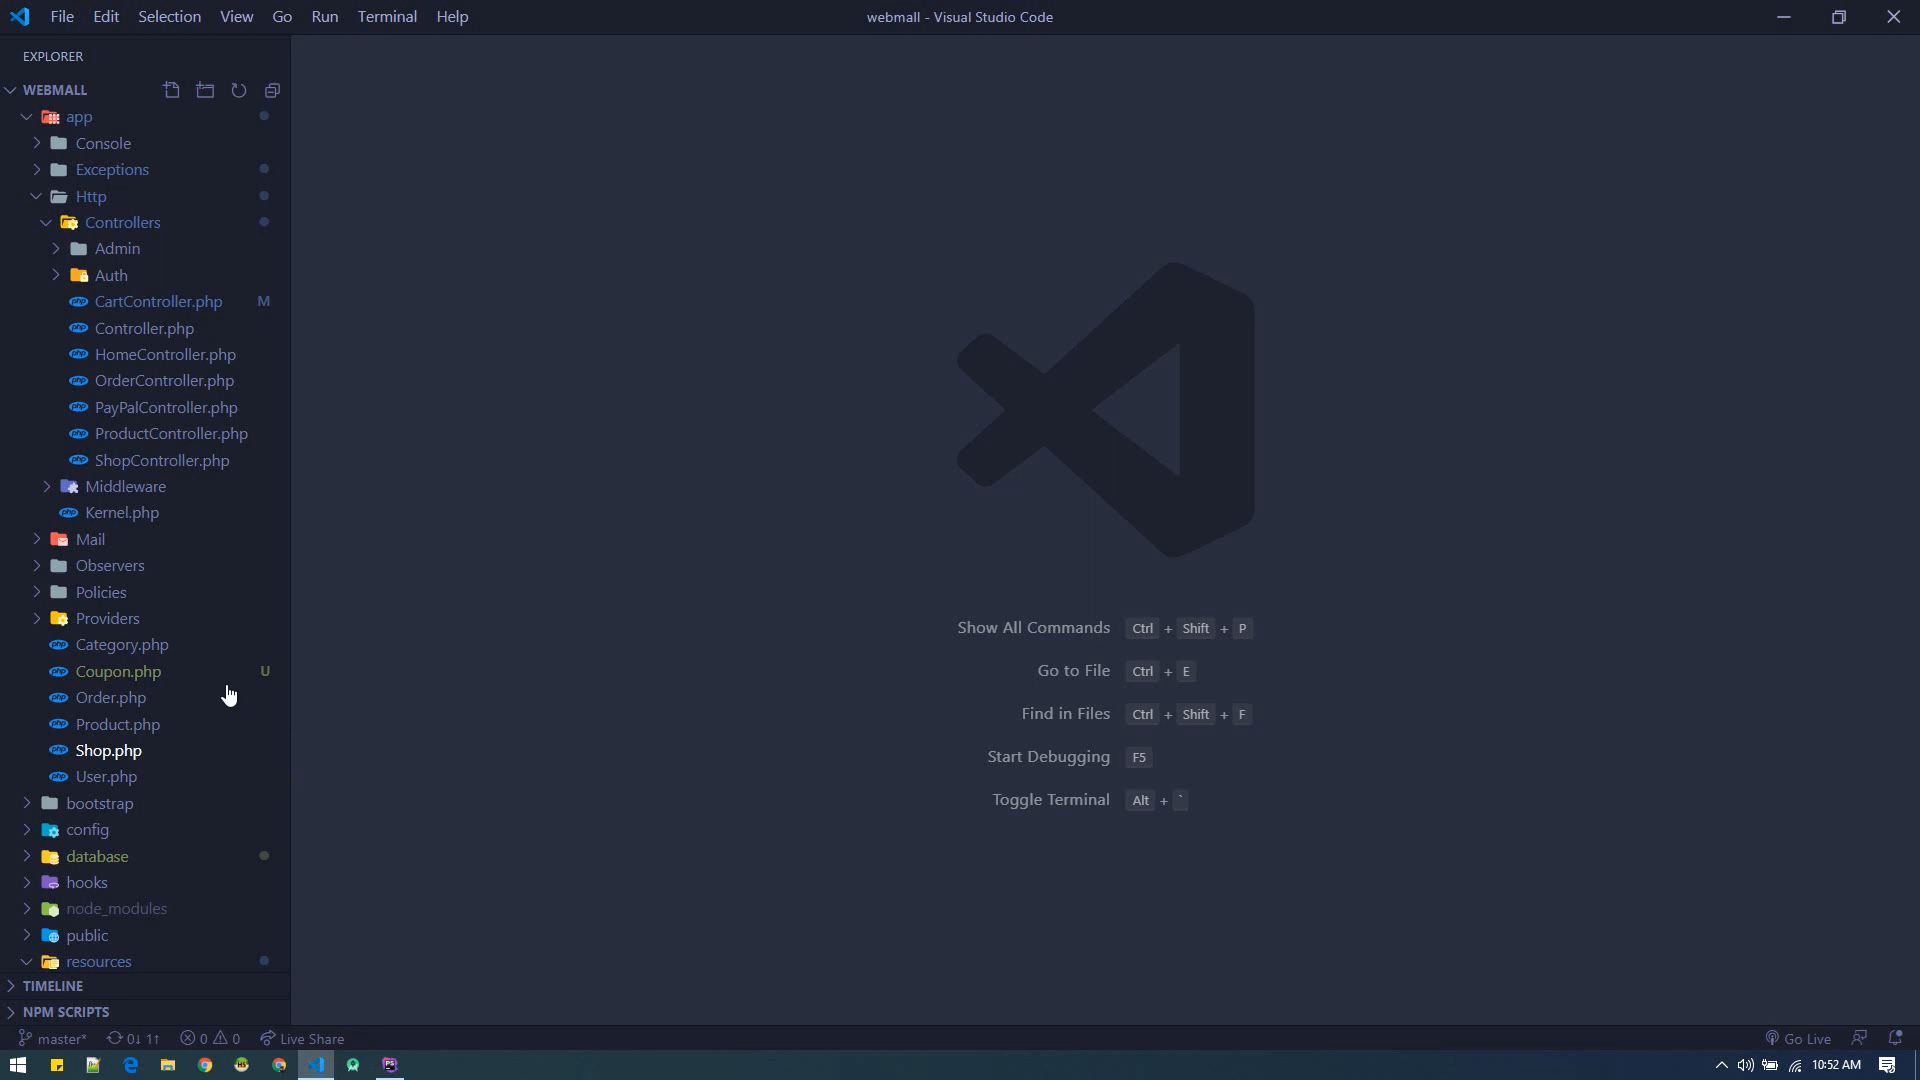 File Edit Selection View Go Run Terminal Help
webmall - Visual Studio Code
EXPLORER
WEBMALL
app
Console
Exceptions
Http
Controllers
Admin
Auth
CartController.php M
Controller.php
HomeController.php
OrderController.php
PayPalController.php
ProductController.php
ShopController.php
Middleware
Kernel.php
Mail
Observers
Policies
Providers
Category.php
Coupon.php U
Order.php
Product.php
Shop.php
User.php
bootstrap
config
database
hooks
node_modules
public
resources
TIMELINE
NPM SCRIPTS
Show All Commands Ctrl + Shift + P
Go to File Ctrl + E
Find in Files Ctrl + Shift + F
Start Debugging F5
Toggle Terminal Alt + `
master* 0↓ 1↑ 0 0 Live Share
Go Live
10:52 AM